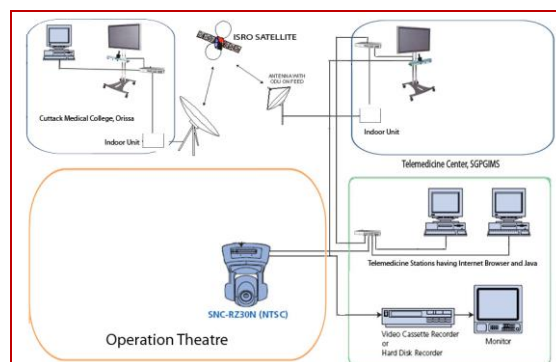 ISRO SATELLITE
ANTENNA WITH
ODU ON FEED
Cuttack Medical College, Orissa
Indoor Unit
Indoor Unit
Telemedicine Center, SGPGIMS
Telemedicine Stations having Internet Browser and Java
SNC-RZ30N (NTSC)
Operation Theatre
Video Cassette Recorder
or
Hard Disk Recorder
Monitor